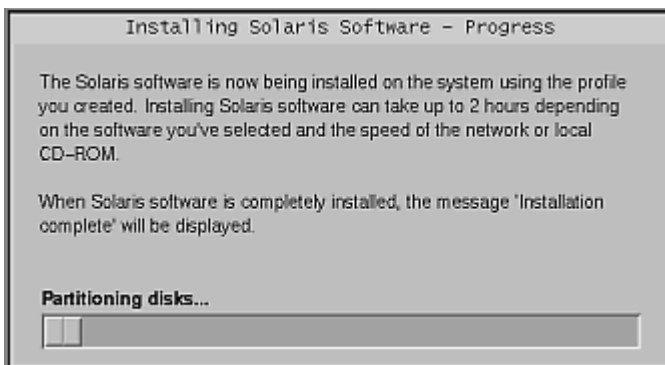 Installing Solaris Software – Progress
The Solaris software is now being installed on the system using the profile
you created. Installing Solaris software can take up to 2 hours depending
on the software you've selected and the speed of the network or local
CD–ROM.
When Solaris software is completely installed, the message 'Installation
complete' will be displayed.
Partitioning disks...